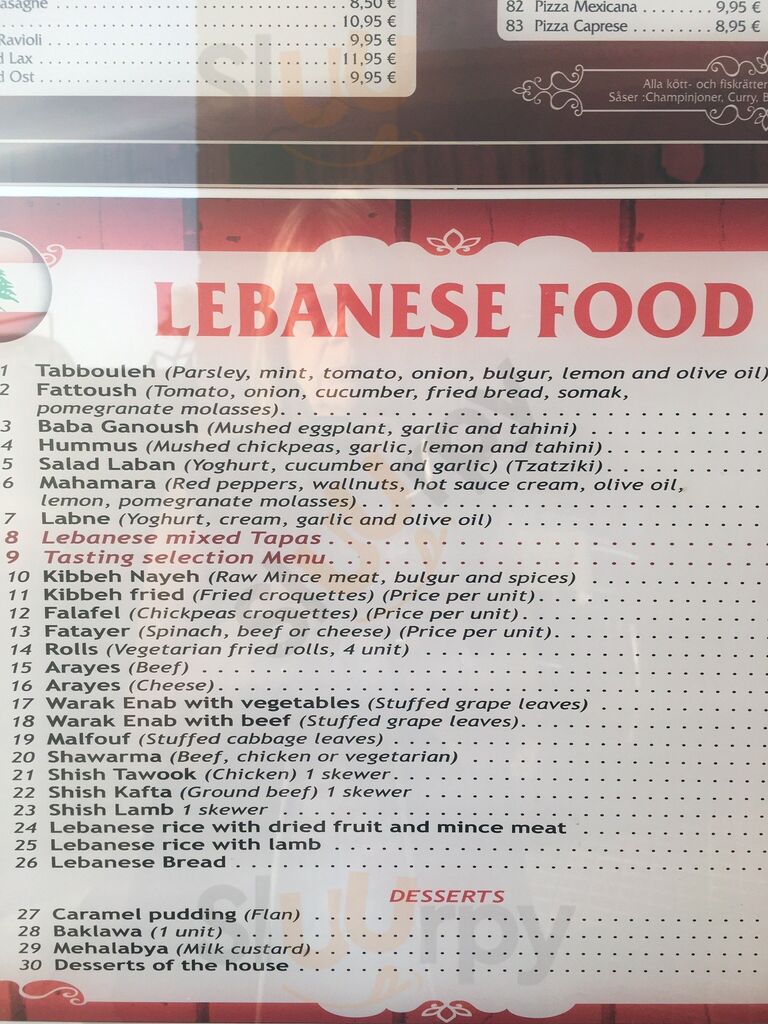 asagne 8,50 €
10,95 €
Ravioli 9,95 €
d Lax 11,95 €
d Ost 9,95 €
82 Pizza Mexicana 9,95 €
83 Pizza Caprese 8,95 €
Alla kött- och fiskrätter
Såser :Champinjoner, Curry, B
LEBANESE FOOD
1 Tabbouleh (Parsley, mint, tomato, onion, bulgur, lemon and olive oil)
2 Fattoush (Tomato, onion, cucumber, fried bread, somak,
pomegranate molasses)
3 Baba Ganoush (Mushed eggplant, garlic and tahini)
4 Hummus (Mushed chickpeas, garlic, lemon and tahini)
5 Salad Laban (Yoghurt, cucumber and garlic) (Tzatziki)
6 Mahamara (Red peppers, wallnuts, hot sauce cream, olive oil,
lemon, pomegranate molasses)
7 Labne (Yoghurt, cream, garlic and olive oil)
8 Lebanese mixed Tapas
9 Tasting selection Menu
10 Kibbeh Nayeh (Raw Mince meat, bulgur and spices)
11 Kibbeh fried (Fried croquettes) (Price per unit)
12 Falafel (Chickpeas croquettes) (Price per unit)
13 Fatayer (Spinach, beef or cheese) (Price per unit)
14 Rolls (Vegetarian fried rolls, 4 unit)
15 Arayes (Beef)
16 Arayes (Cheese)
17 Warak Enab with vegetables (Stuffed grape leaves)
18 Warak Enab with beef (Stuffed grape leaves)
19 Malfouf (Stuffed cabbage leaves)
20 Shawarma (Beef, chicken or vegetarian)
21 Shish Tawook (Chicken) 1 skewer
22 Shish Kafta (Ground beef) 1 skewer
23 Shish Lamb 1 skewer
24 Lebanese rice with dried fruit and mince meat
25 Lebanese rice with lamb
26 Lebanese Bread
DESSERTS
27 Caramel pudding (Flan)
28 Baklawa (1 unit)
29 Mehalabya (Milk custard)
30 Desserts of the house
sluurpy
sluurpy
sluurpy